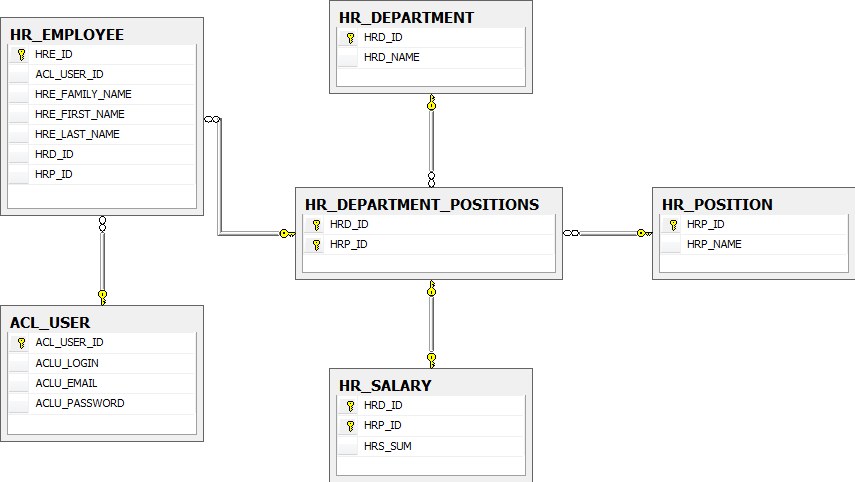 HR_EMPLOYEE
HRE_ID
ACL_USER_ID
HRE_FAMILY_NAME
HRE_FIRST_NAME
HRE_LAST_NAME
HRD_ID
HRP_ID
HR_DEPARTMENT
HRD_ID
HRD_NAME
HR_DEPARTMENT_POSITIONS
HRD_ID
HRP_ID
HR_POSITION
HRP_ID
HRP_NAME
ACL_USER
ACL_USER_ID
ACLU_LOGIN
ACLU_EMAIL
ACLU_PASSWORD
HR_SALARY
HRD_ID
HRP_ID
HRS_SUM